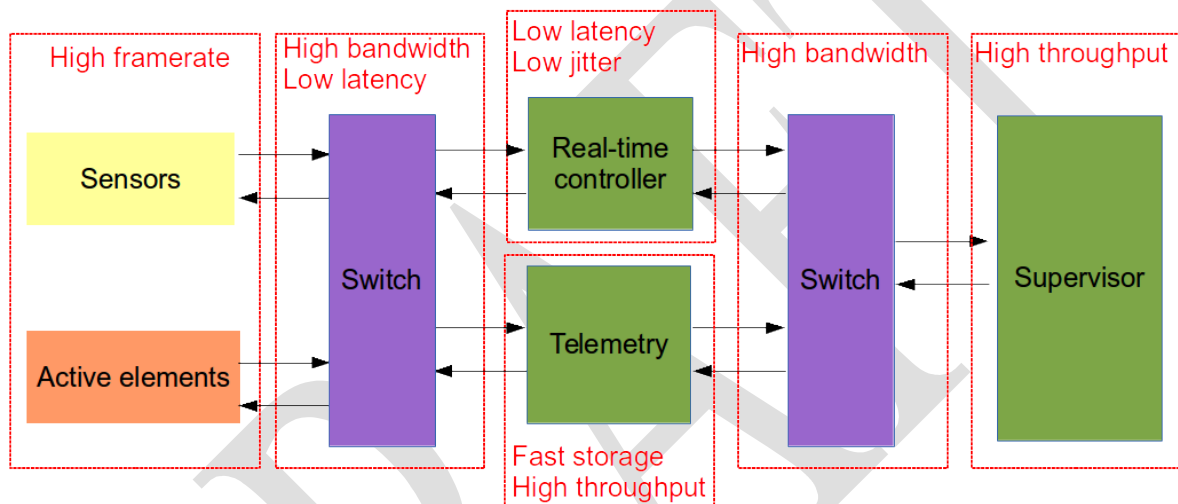 High framerate
High bandwidth
Low latency
Low latency
Low jitter
High bandwidth
High throughput
Sensors
Active elements
Switch
Real-time
controller
Telemetry
Fast storage
High throughput
Switch
Supervisor